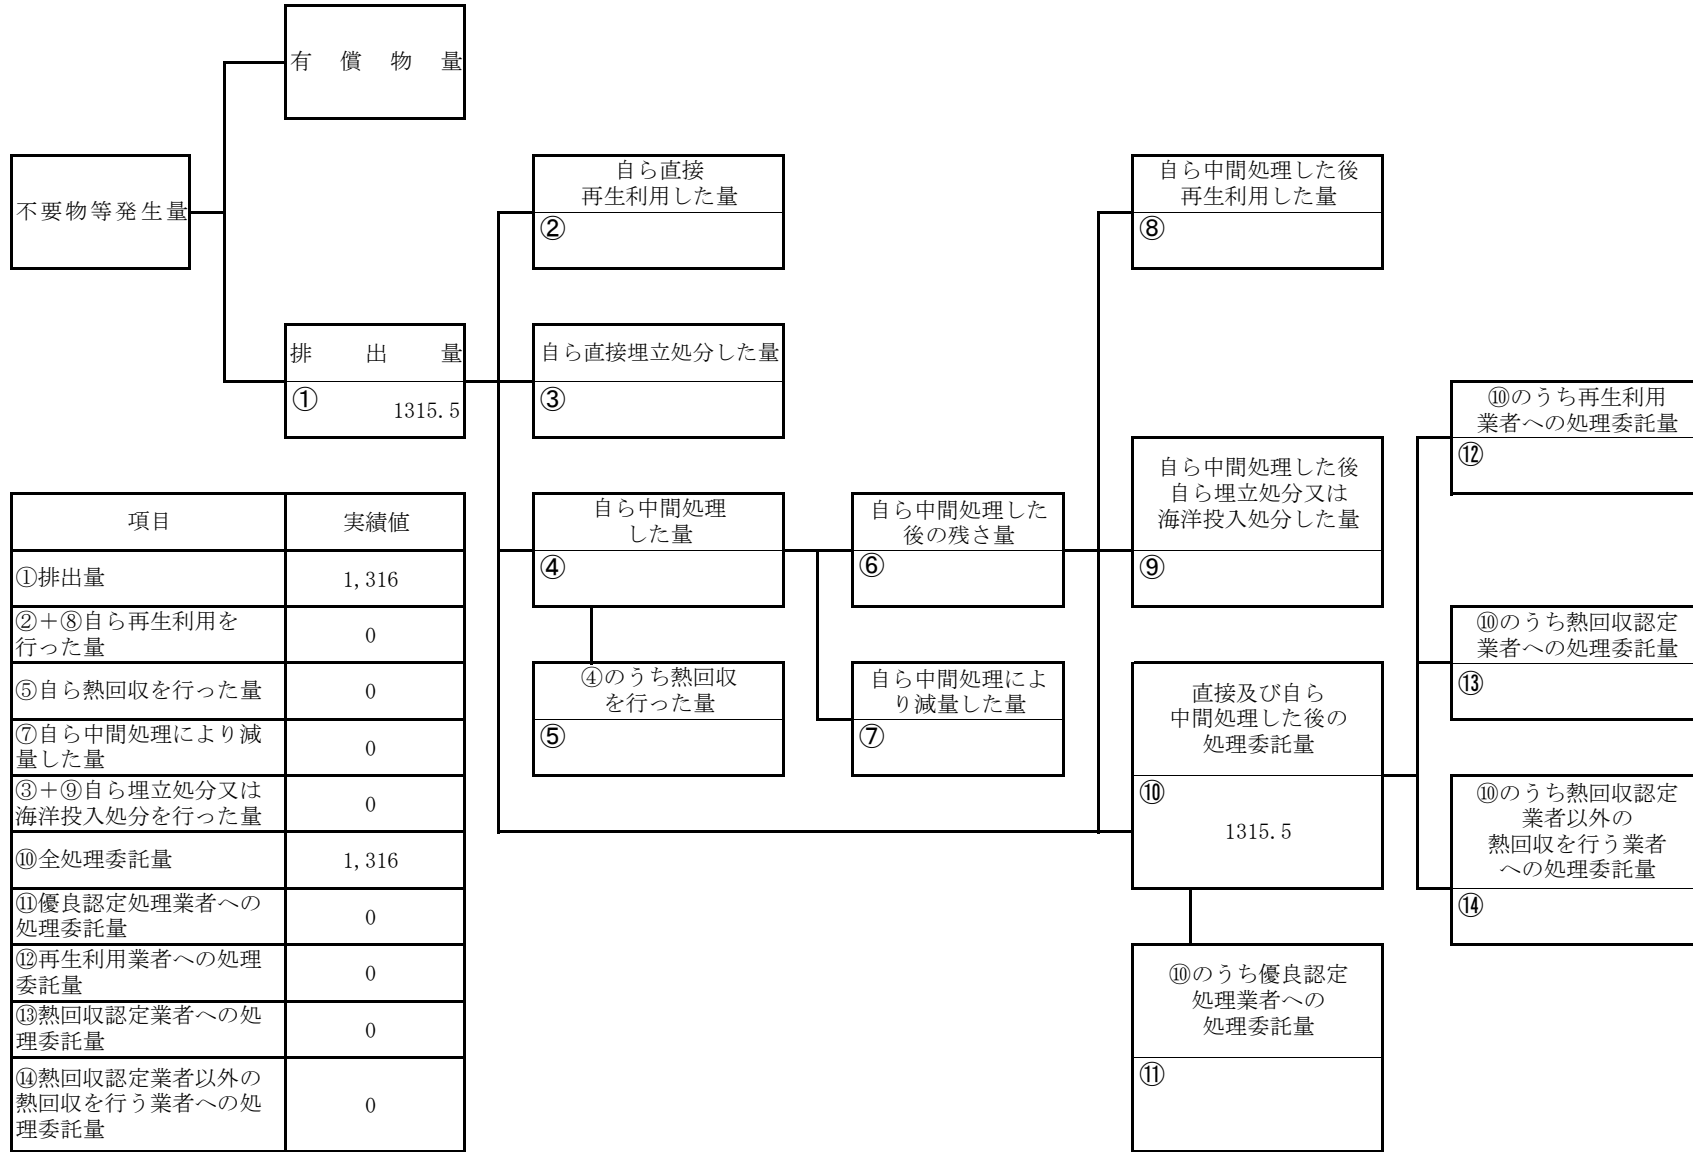 有償物量
不要物等発生量
自ら直接
再生利用した量
②
自ら中間処理した後
再生利用した量
⑧
排出量
①
1315.5
自ら直接埋立処分した量
③
⑩のうち再生利用
業者への処理委託量
⑫
自ら中間処理した後
自ら埋立処分又は
海洋投入処分した量
⑨
自ら中間処理
した量
④
自ら中間処理した
後の残さ量
⑥
④のうち熱回収
を行った量
⑤
自ら中間処理によ
り減量した量
⑦
⑩のうち熱回収認定
業者への処理委託量
⑬
直接及び自ら
中間処理した後の
処理委託量
⑩
1315.5
⑩のうち熱回収認定
業者以外の
熱回収を行う業者
への処理委託量
⑭
⑩のうち優良認定
処理業者への
処理委託量
⑪
項目 実績値
①排出量 1,316
②＋⑧自ら再生利用を
行った量 0
⑤自ら熱回収を行った量 0
⑦自ら中間処理により減
量した量 0
③＋⑨自ら埋立処分又は
海洋投入処分を行った量 0
⑩全処理委託量 1,316
⑪優良認定処理業者への
処理委託量 0
⑫再生利用業者への処理
委託量 0
⑬熱回収認定業者への処
理委託量 0
⑭熱回収認定業者以外の
熱回収を行う業者への処
理委託量 0